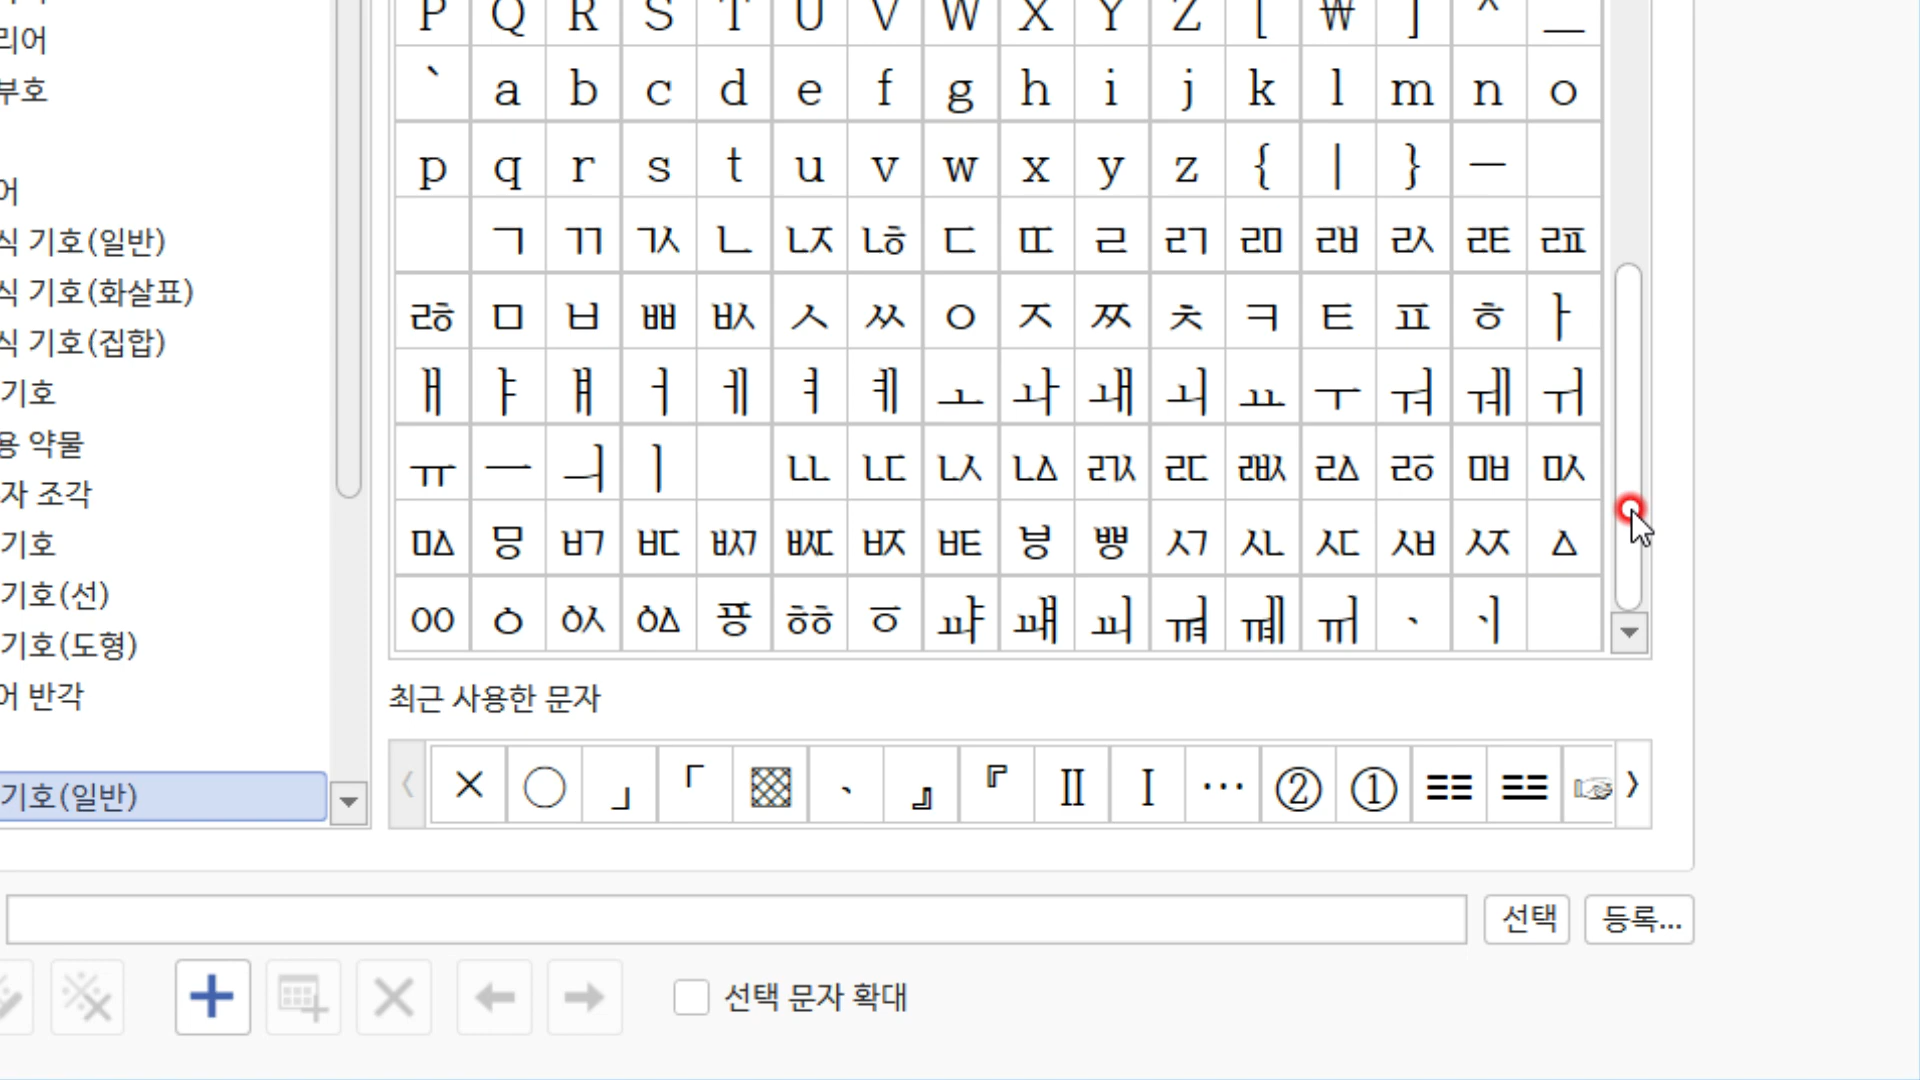 P Q R S T U V W X Y Z [ ₩ ] ^ _
` a b c d e f g h i j k l m n o
p q r s t u v w x y z { | } ―
ㄱ ㄲ ㄳ ㄴ ㄵ ㄶ ㄷ ㄸ ㄹ ㄺ ㄻ ㄼ ㄽ ㄾ ㄿ
ㅀ ㅁ ㅂ ㅃ ㅄ ㅅ ㅆ ㅇ ㅈ ㅉ ㅊ ㅋ ㅌ ㅍ ㅎ ㅏ
ㅐ ㅑ ㅒ ㅓ ㅔ ㅕ ㅖ ㅗ ㅘ ㅙ ㅚ ㅛ ㅜ ㅝ ㅞ ㅟ
ㅠ ㅡ ㅢ ㅣ ㅥ ㅦ ㅧ ㅨ ㅩ ㅪ ㅫ ㅬ ㅭ ㅮ ㅯ
ㅰ ㅱ ㅲ ㅳ ㅴ ㅵ ㅶ ㅷ ㅸ ㅹ ㅺ ㅻ ㅼ ㅽ ㅾ ㅿ
ㆀ ㆁ ㆂ ㆃ ㆄ ㆅ ㆆ ㆇ ㆈ ㆉ ㆊ ㆋ ㆌ ㆍ ㆎ
리어
부호
어
식 기호(일반)
식 기호(화살표)
식 기호(집합)
기호
용 약물
자 조각
기호
기호(선)
기호(도형)
어 반각
기호(일반)
최근 사용한 문자
× ○ 」 「 ▩ ㆍ 』 『 Ⅱ Ⅰ … ② ① ☷ ☱ ☞
선택 등록...
선택 문자 확대